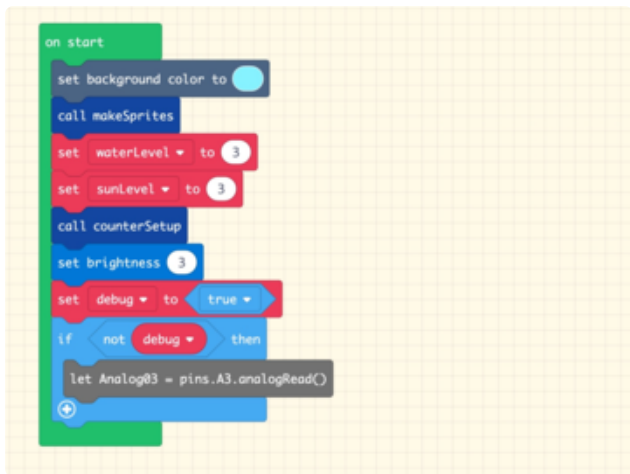 on start
set background color to
call makeSprites
set waterLevel to 3
set sunLevel to 3
call counterSetup
set brightness 3
set debug to true
if not debug then
let Analog03 = pins.A3.analogRead()